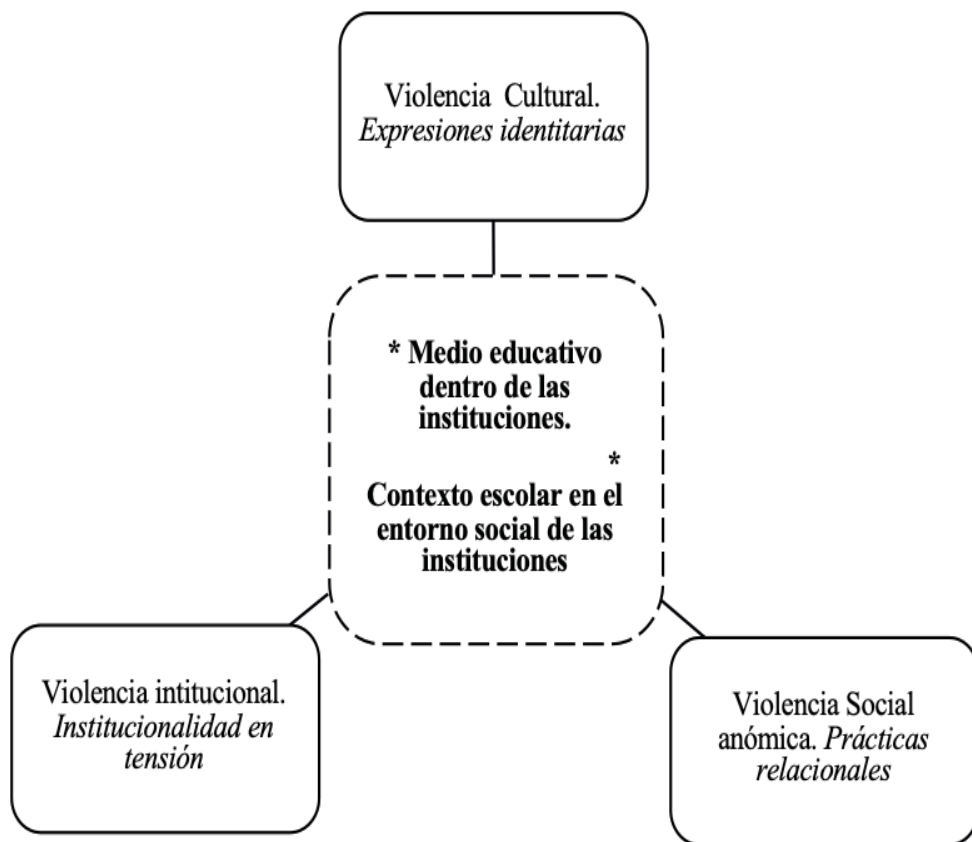 Violencia Cultural.
Expresiones identitarias
* Medio educativo
dentro de las
instituciones.
*
Contexto escolar en el
entorno social de las
instituciones
Violencia intitucional.
Institucionalidad en
tensión
Violencia Social
anómica. Prácticas
relacionales